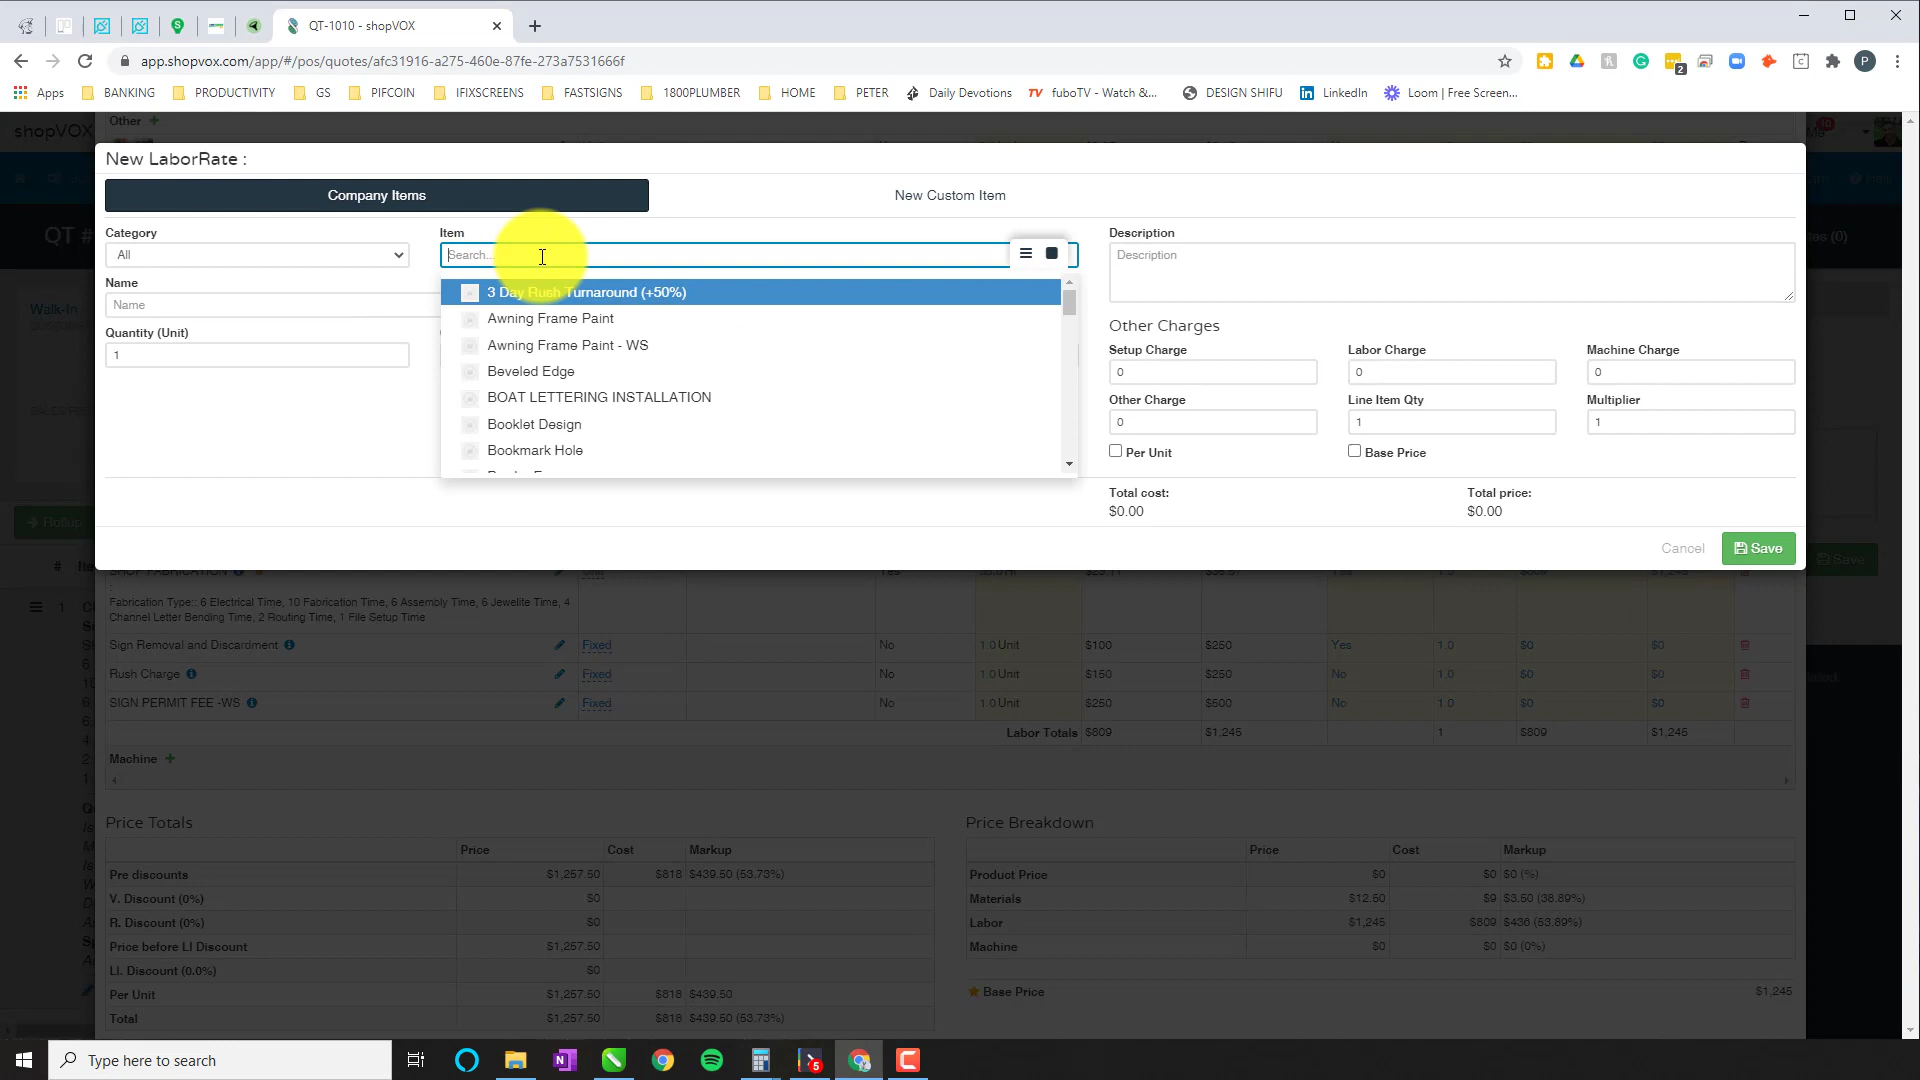 QT-1010 - shopVOX
app.shopvox.com/app/#/pos/quotes/afc31916-a275-460e-87fe-273a7531666f
2
P
Apps BANKING PRODUCTIVITY GS PIFCOIN IFIXSCREENS FASTSIGNS 1800PLUMBER HOME PETER Daily Devotions fuboTV - Watch &... DESIGN SHIFU LinkedIn Loom | Free Screen...
Other
shopVOX
New LaborRate :
Company Items New Custom Item
QT #
Category Item Description
All Search... Description
Name
Name
Quantity (Unit)
1
3 Day Rush Turnaround (+50%)
Awning Frame Paint
Awning Frame Paint - WS
Beveled Edge
BOAT LETTERING INSTALLATION
Booklet Design
Bookmark Hole
Other Charges
Setup Charge Labor Charge Machine Charge
0 0 0
Other Charge Line Item Qty Multiplier
0 1 1
Per Unit Base Price
Walk-In
Total cost: Total price:
$0.00 $0.00
Rollup
Cancel Save
Save
#
SHOP FABRICATION
1
Fabrication Type:: 6 Electrical Time, 10 Fabrication Time, 6 Assembly Time, 6 Jewelite Time, 4
Channel Letter Bending Time, 2 Routing Time, 1 File Setup Time
Sign Removal and Discardment Fixed No 1.0 Unit $100 $250 Yes 1.0 $0 $0
Rush Charge Fixed No 1.0 Unit $150 $250 No 1.0 $0 $0
SIGN PERMIT FEE -WS Fixed No 1.0 Unit $250 $500 No 1.0 $0 $0
Labor Totals $809 $1,245 1 $809 $1,245
Machine
Price Totals
Price Cost Markup
Pre discounts $1,257.50 $818 $439.50 (53.73%)
V. Discount (0%) $0
R. Discount (0%) $0
Price before LI Discount $1,257.50
LI. Discount (0.0%) $0
Per Unit $1,257.50 $818 $439.50
Total $1,257.50 $818 $439.50 (53.73%)
Price Breakdown
Price Cost Markup
Product Price $0 $0 $0 (%)
Materials $12.50 $9 $3.50 (38.89%)
Labor $1,245 $809 $436 (53.89%)
Machine $0 $0 $0 (0%)
Base Price $1,245
Type here to search
5